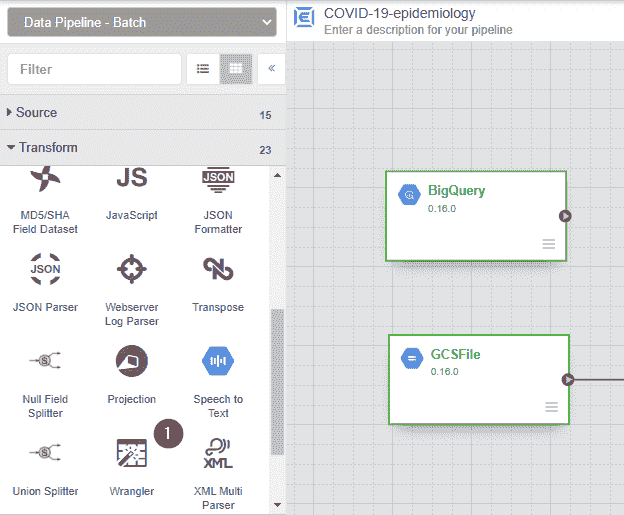 Data Pipeline - Batch
COVID-19-epidemiology
Enter a description for your pipeline
Filter
«
Source
15
Transform
23
MD5/SHA
Field Dataset
JS
JavaScript
JSON
JSON
Formatter
JSON
JSON Parser
Webserver
Log Parser
Transpose
S
Null Field
Splitter
Projection
Speech to
Text
S
Union Splitter
1
Wrangler
XML
XML Multi
Parser
BigQuery
0.16.0
GCSFile
0.16.0